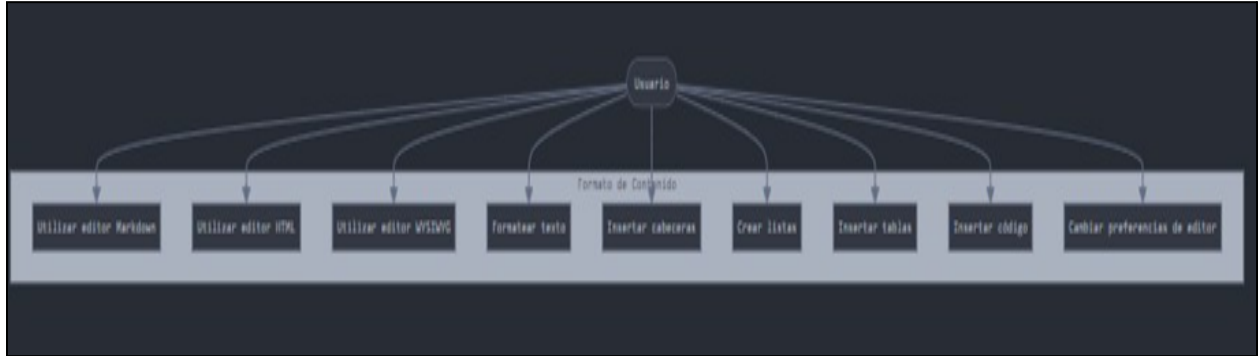 Usuario
Formato de Contenido
Utilizar editor Markdown
Utilizar editor HTML
Utilizar editor WYSIWYG
Formatear texto
Insertar cabeceras
Crear listas
Insertar tablas
Insertar código
Cambiar preferencias de editor